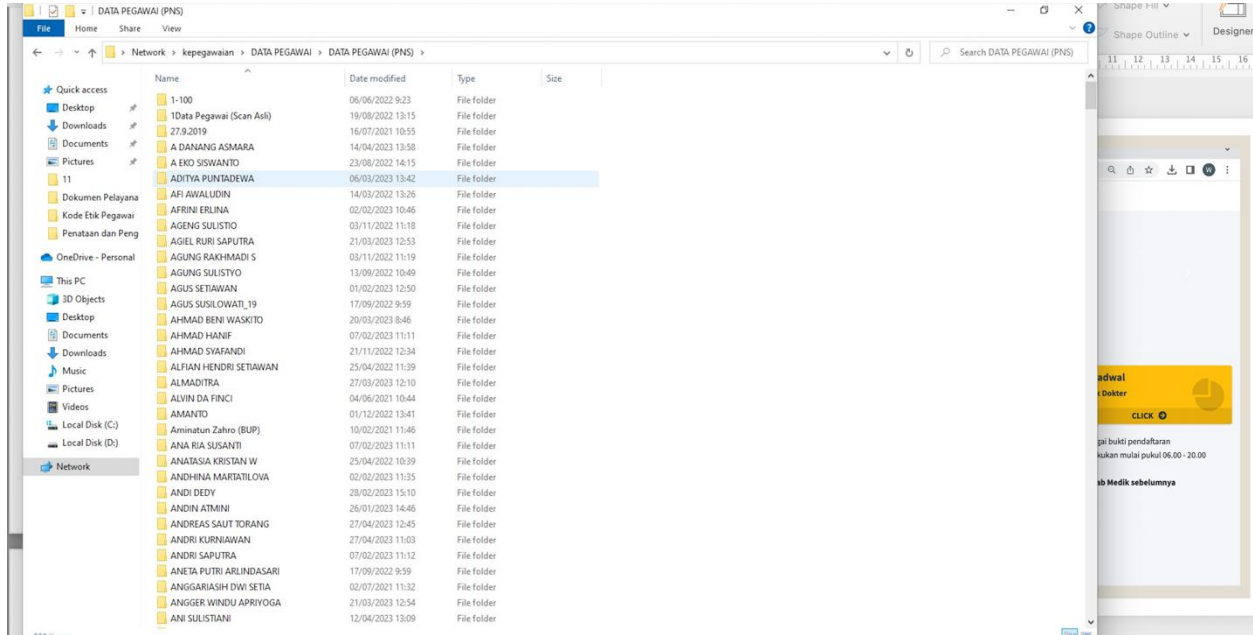 DATA PEGAWAI (PNS)
File Home Share View
Network > kepegawaian > DATA PEGAWAI > DATA PEGAWAI (PNS) >
Search DATA PEGAWAI (PNS)
Name Date modified Type Size
Quick access
Desktop
Downloads
Documents
Pictures
11
Dokumen Pelayana
Kode Etik Pegawai
Penataan dan Peng
OneDrive - Personal
This PC
3D Objects
Desktop
Documents
Downloads
Music
Pictures
Videos
Local Disk (C:)
Local Disk (D:)
Network
1-100 06/06/2022 9:23 File folder
1Data Pegawai (Scan Asli) 19/08/2022 13:15 File folder
27.9.2019 16/07/2021 10:55 File folder
A DANANG ASMARA 14/04/2023 13:58 File folder
A EKO SISWANTO 23/08/2022 14:15 File folder
ADITYA PUNTADEWA 06/03/2023 13:42 File folder
AFI AWALUDIN 14/03/2022 13:26 File folder
AFRINI ERLINA 02/02/2023 10:46 File folder
AGENG SULISTIO 03/11/2022 11:18 File folder
AGIEL RURI SAPUTRA 21/03/2023 12:53 File folder
AGUNG RAKHMADI S 03/11/2022 11:19 File folder
AGUNG SULISTYO 13/09/2022 10:49 File folder
AGUS SETIAWAN 01/02/2023 12:50 File folder
AGUS SUSILOWATI_19 17/09/2022 9:59 File folder
AHMAD BENI WASKITO 20/03/2023 8:46 File folder
AHMAD HANIF 07/02/2023 11:11 File folder
AHMAD SYAFANDI 21/11/2022 12:34 File folder
ALFIAN HENDRI SETIAWAN 25/04/2022 11:39 File folder
ALMADITRA 27/03/2023 12:10 File folder
ALVIN DA FINCI 04/06/2021 10:44 File folder
AMANTO 01/12/2022 13:41 File folder
Aminatun Zahro (BUP) 10/02/2021 11:46 File folder
ANA RIA SUSANTI 07/02/2023 11:11 File folder
ANATASIA KRISTAN W 25/04/2022 10:39 File folder
ANDHINA MARTATILOVA 02/02/2023 11:35 File folder
ANDI DEDY 28/02/2023 15:10 File folder
ANDIN ATMINI 26/01/2023 14:46 File folder
ANDREAS SAUT TORANG 27/04/2023 12:45 File folder
ANDRI KURNIAWAN 27/04/2023 11:03 File folder
ANDRI SAPUTRA 07/02/2023 11:12 File folder
ANETA PUTRI ARLINDASARI 17/09/2022 9:59 File folder
ANGGARIASIH DWI SETIA 02/07/2021 11:32 File folder
ANGGER WINDU APRIYOGA 21/03/2023 12:54 File folder
ANI SULISTIANI 12/04/2023 13:09 File folder
Shape Fill
Shape Outline
Designer
11 12 13 14 15 16
W
adwal
Dokter
CLICK
gai bukti pendaftaran
kukan mulai pukul 06.00 - 20.00
ab Medik sebelumnya